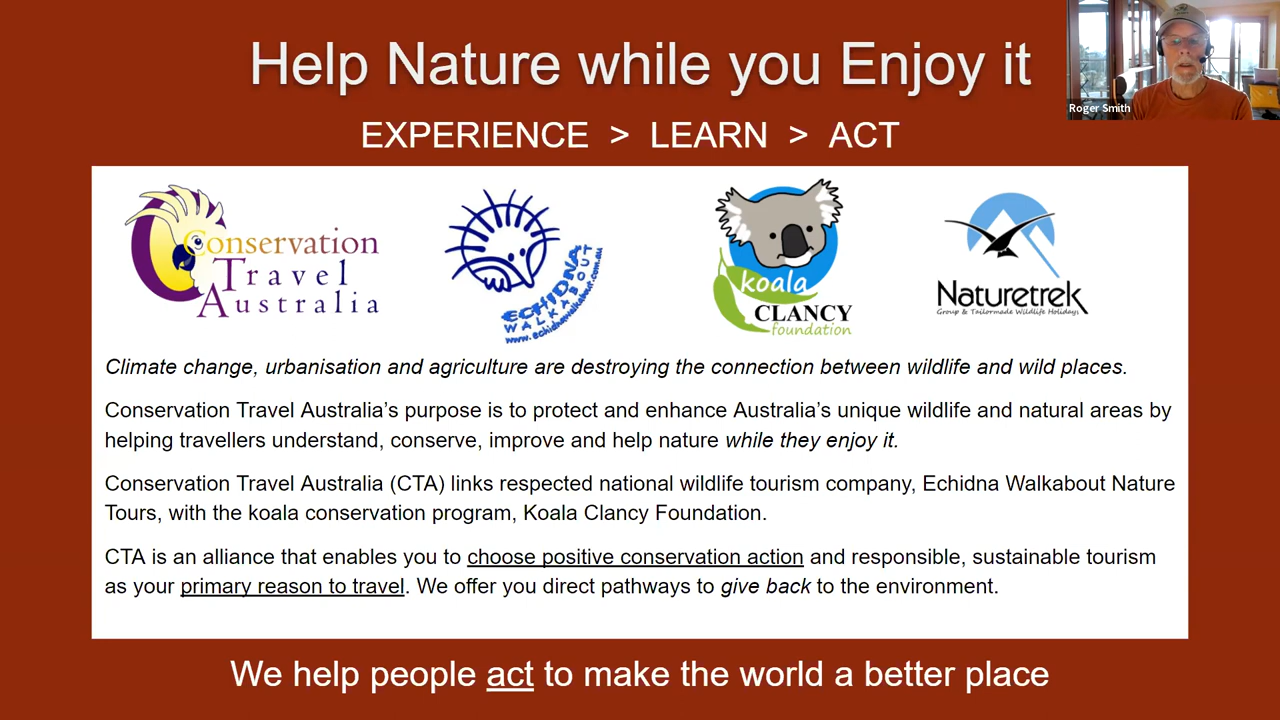 Help Nature while you Enjoy it
Roger Smith
EXPERIENCE > LEARN > ACT
Conservation
Travel
Australia
ECHIDNA
WALKABOUT
www.echidnawalkabout.com.au
koala
CLANCY
foundation
Naturetrek
Group & Tailormade Wildlife Holidays
Climate change, urbanisation and agriculture are destroying the connection between wildlife and wild places.
Conservation Travel Australia’s purpose is to protect and enhance Australia’s unique wildlife and natural areas by
helping travellers understand, conserve, improve and help nature while they enjoy it.
Conservation Travel Australia (CTA) links respected national wildlife tourism company, Echidna Walkabout Nature
Tours, with the koala conservation program, Koala Clancy Foundation.
CTA is an alliance that enables you to choose positive conservation action and responsible, sustainable tourism
as your primary reason to travel. We offer you direct pathways to give back to the environment.
We help people act to make the world a better place